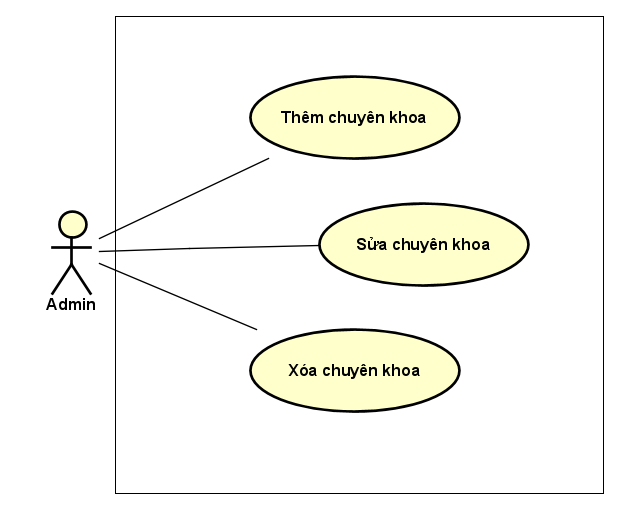 Thêm chuyên khoa
Sửa chuyên khoa
Admin
Xóa chuyên khoa